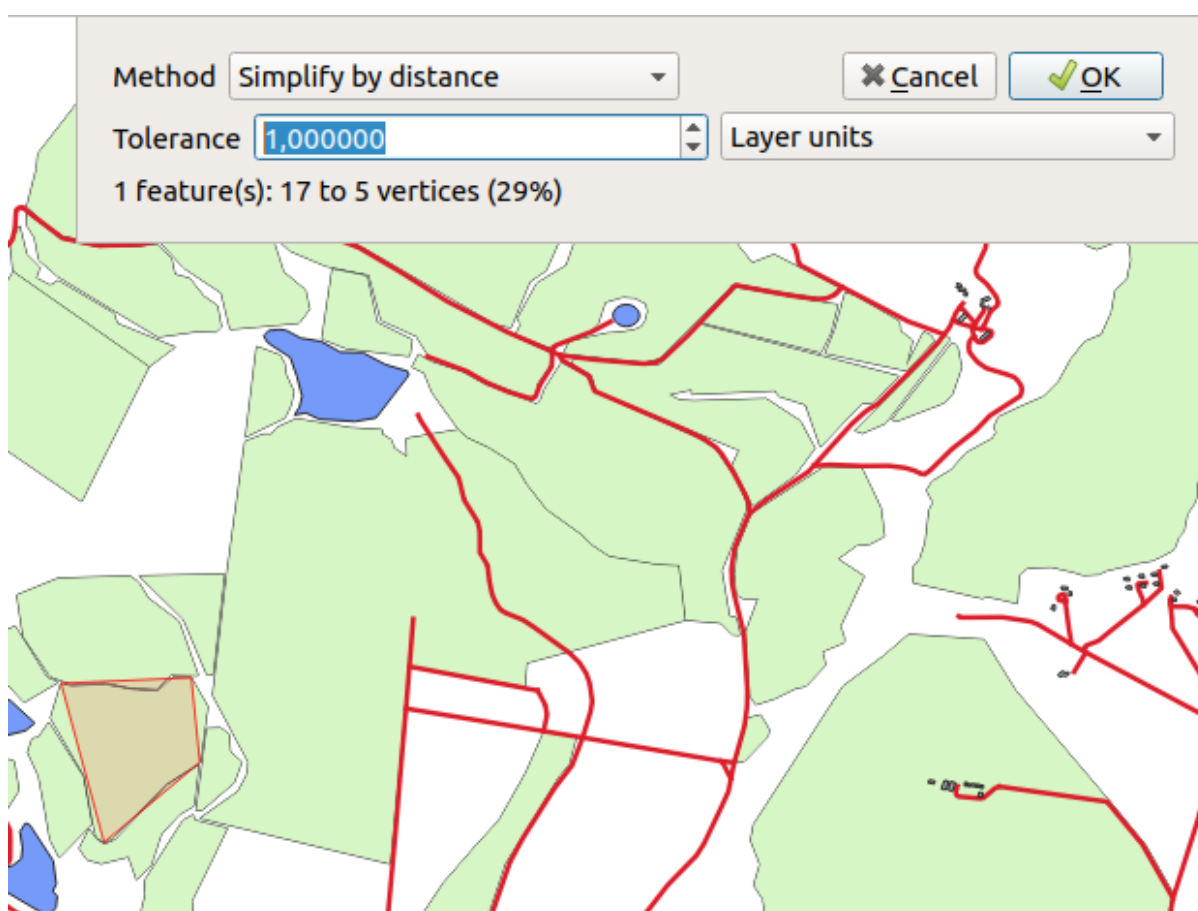 Method Simplify by distance Cancel OK
Tolerance 1,000000 Layer units
1 feature(s): 17 to 5 vertices (29%)